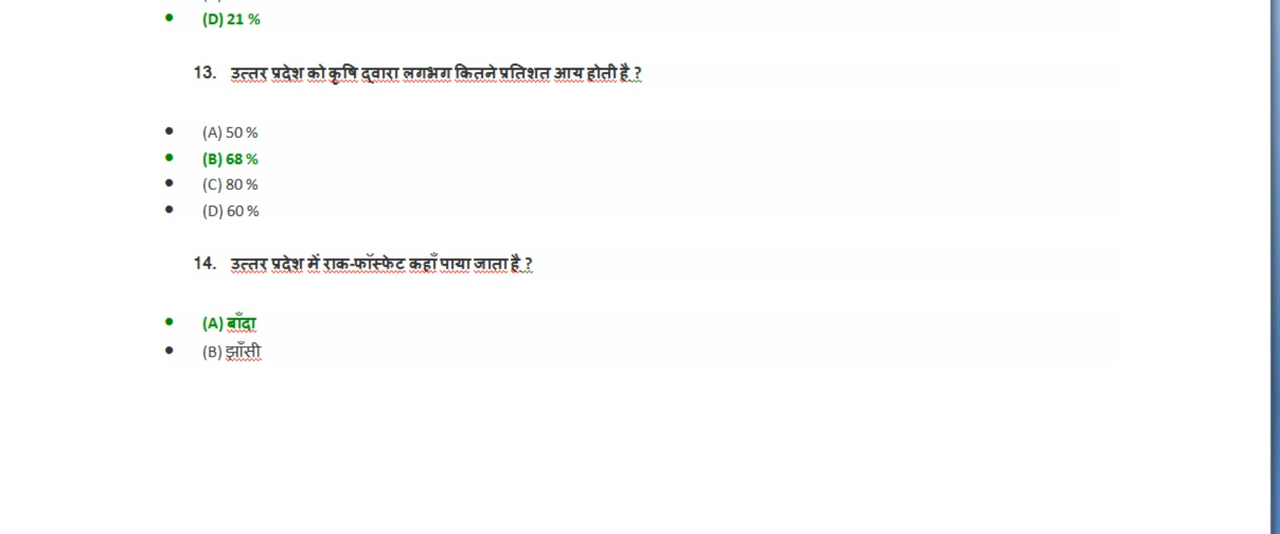 (D) 21 %
13. उत्तर प्रदेश को कृषि द्वारा लगभग कितने प्रतिशत आय होती है ?
(A) 50 %
(B) 68 %
(C) 80 %
(D) 60 %
14. उत्तर प्रदेश में राक-फॉस्फेट कहाँ पाया जाता है ?
(A) बाँदा
(B) झाँसी